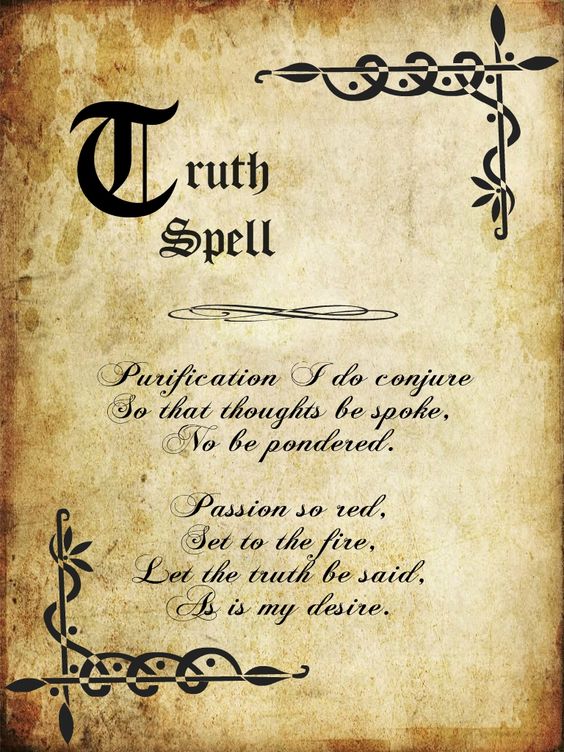 Truth
Spell
Purification I do conjure
So that thoughts be spoke,
No be pondered.
Passion so red,
Set to the fire,
Let the truth be said,
As is my desire.